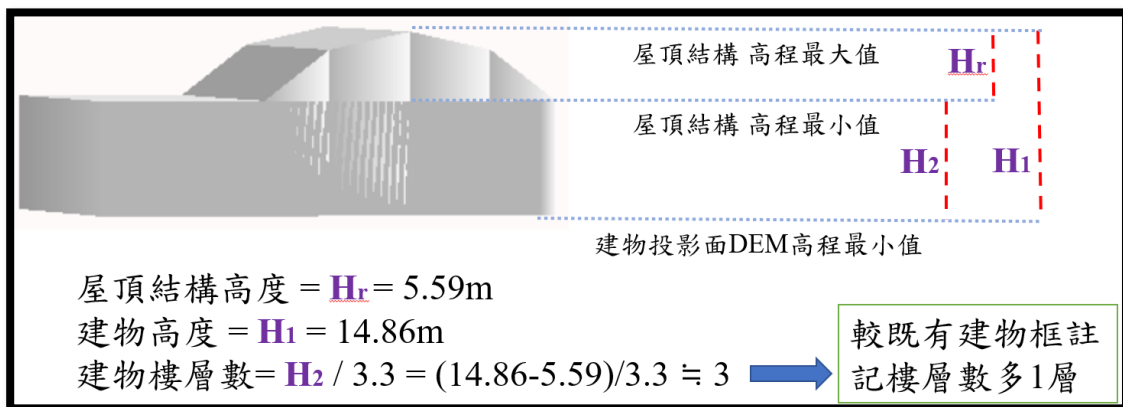 屋頂結構 高程最大值
Hr
屋頂結構 高程最小值
H2
H1
建物投影面DEM高程最小值
屋頂結構高度 = Hr = 5.59m
建物高度 = H1 = 14.86m
建物樓層數= H2 / 3.3 = (14.86-5.59)/3.3 ≒ 3
較既有建物框註
記樓層數多1層